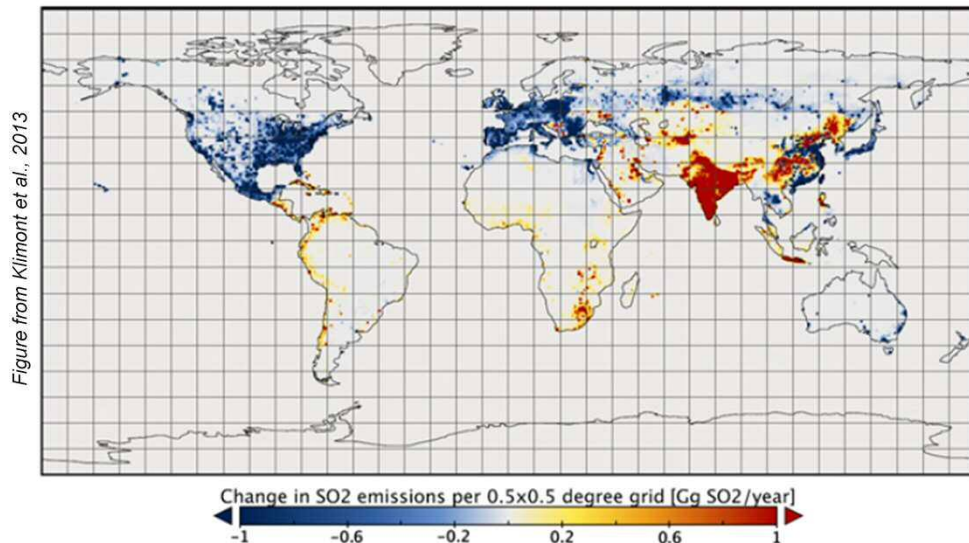 Figure from Klimont et al., 2013
Change in SO2 emissions per 0.5x0.5 degree grid [Gg SO2/year]
-1 -0.6 -0.2 0.2 0.6 1